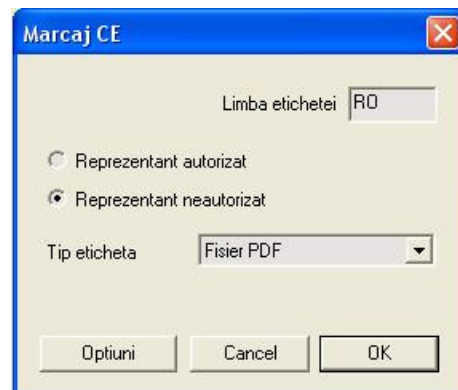 Marcaj CE
Limba etichetei RO
Reprezentant autorizat
Reprezentant neautorizat
Tip eticheta Fisier PDF
Optiuni Cancel OK